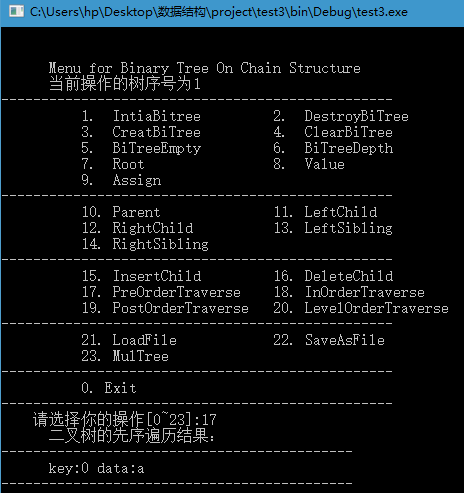 C:\Users\hp\Desktop\数据结构\project\test3\bin\Debug\test3.exe
Menu for Binary Tree On Chain Structure
当前操作的树序号为1
-------------------------------------------------
1. IntiaBitree 2. DestroyBiTree
3. CreatBiTree 4. ClearBiTree
5. BiTreeEmpty 6. BiTreeDepth
7. Root 8. Value
9. Assign
-------------------------------------------------
10. Parent 11. LeftChild
12. RightChild 13. LeftSibling
14. RightSibling
-------------------------------------------------
15. InsertChild 16. DeleteChild
17. PreOrderTraverse 18. InOrderTraverse
19. PostOrderTraverse 20. LevelOrderTraverse
-------------------------------------------------
21. LoadFile 22. SaveAsFile
23. MulTree
-------------------------------------------------
0. Exit
-------------------------------------------------
请选择你的操作[0~23]:17
二叉树的先序遍历结果：
--------------------------------------------
key:0 data:a
--------------------------------------------